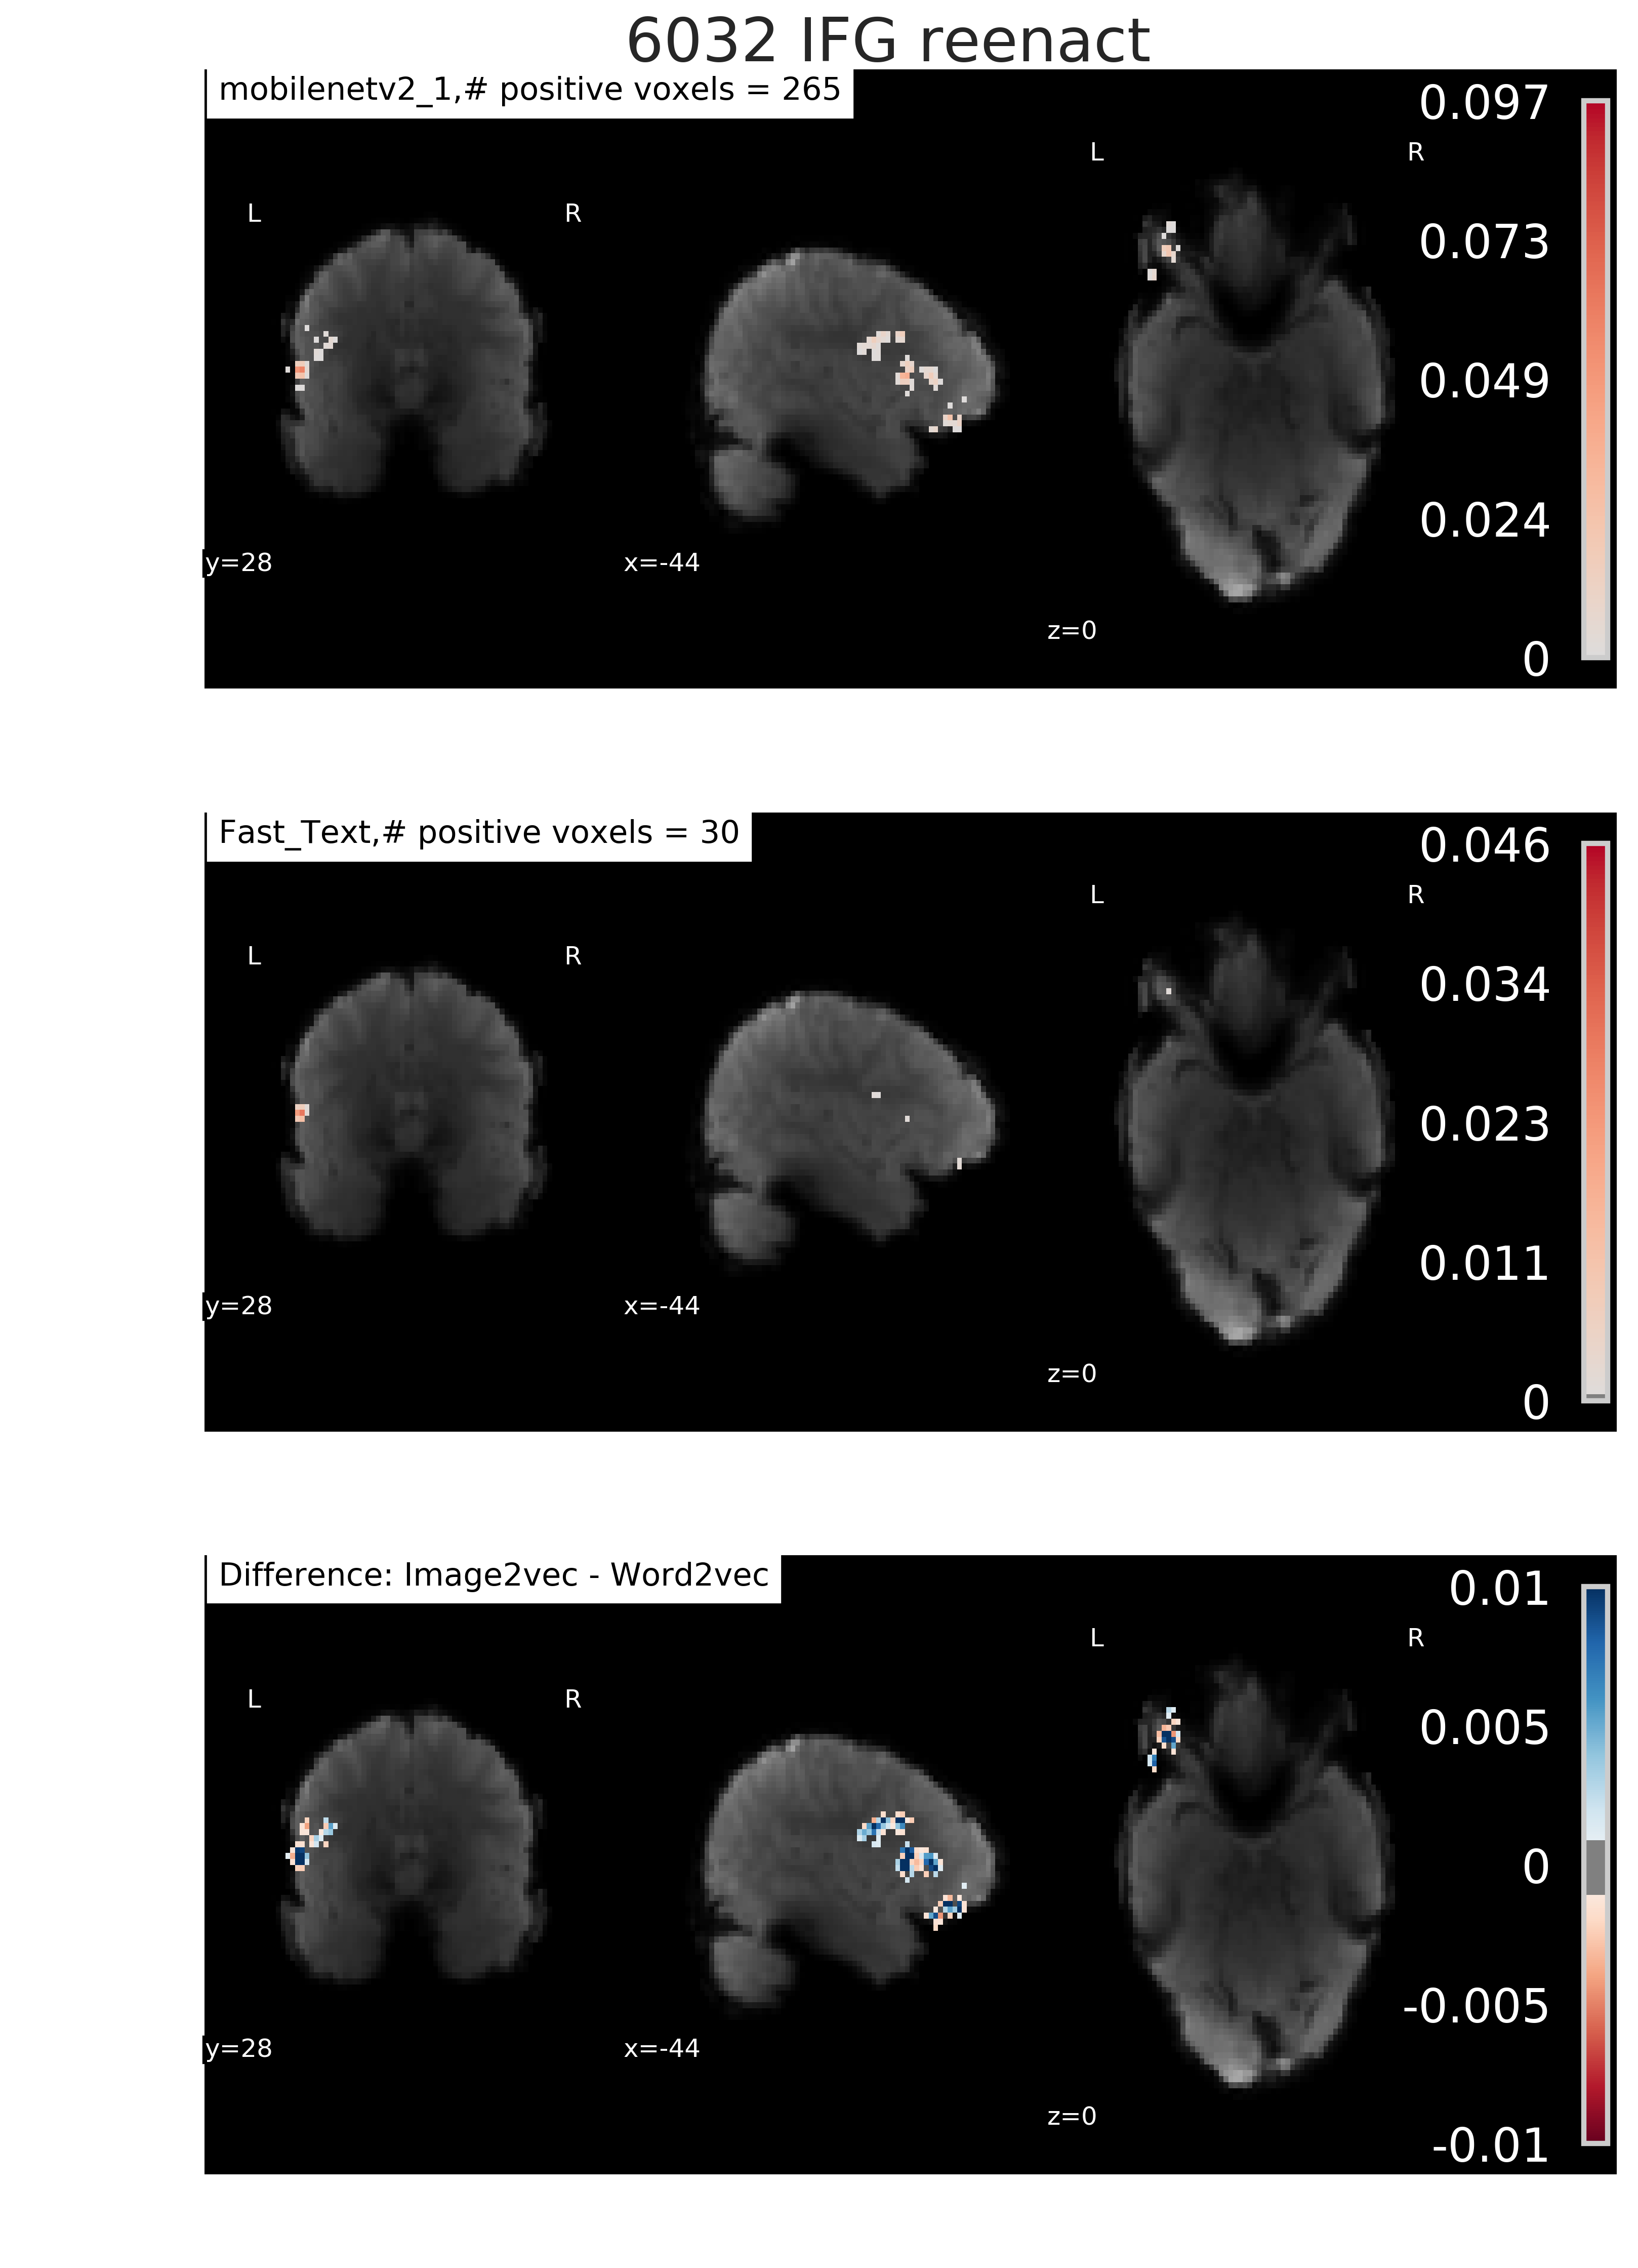 6032 IFG reenact
mobilenetv2_1,# positive voxels = 265
0.097
L R
L R
0.073
0.049
0.024
y=28 x=-44
z=0
0
Fast_Text,# positive voxels = 30
0.046
L R
L R
0.034
0.023
0.011
y=28 x=-44
z=0
0
Difference: Image2vec - Word2vec
0.01
L R
L R
0.005
0
-0.005
y=28 x=-44
z=0
-0.01